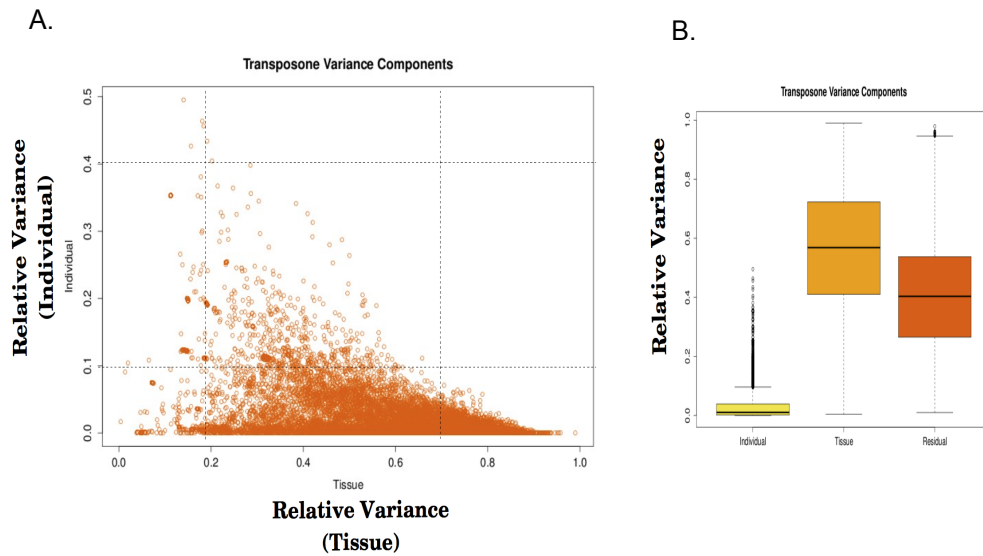 A.
Transposone Variance Components
0.5
0.4
0.3
0.2
0.1
0.0
Relative Variance
(Individual)
Individual
0.0 0.2 0.4 0.6 0.8 1.0
Tissue
Relative Variance
(Tissue)
B.
Transposone Variance Components
1.0
0.8
0.6
0.4
0.2
0.0
Relative Variance
Individual Tissue Residual